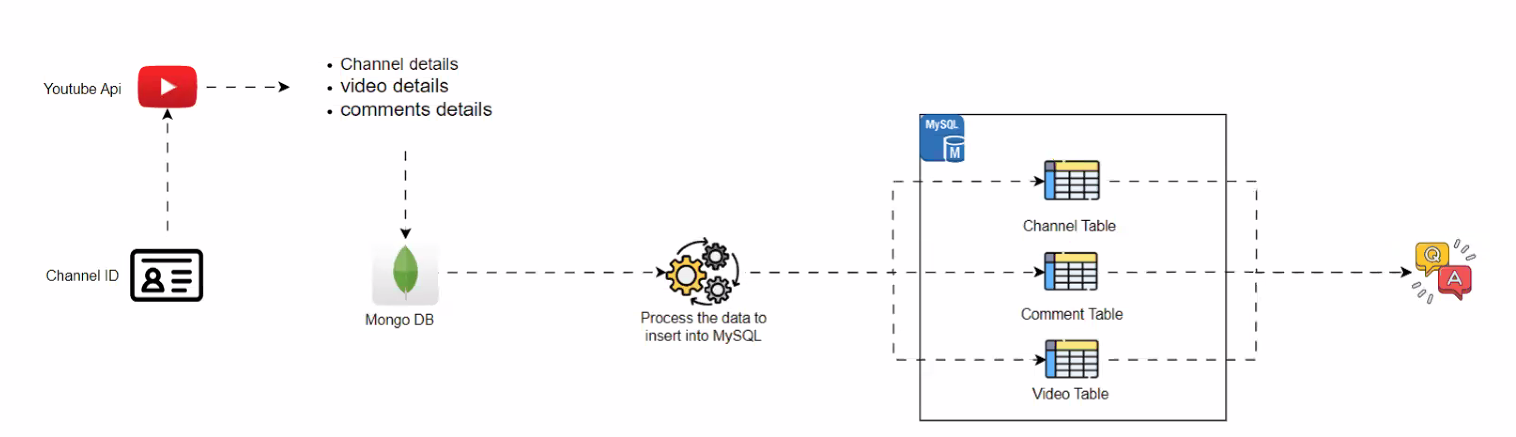 Youtube Api
Channel details
video details
comments details
Channel ID
Mongo DB
Process the data to
insert into MySQL
MySQL
M
Channel Table
Comment Table
Video Table
Q
A